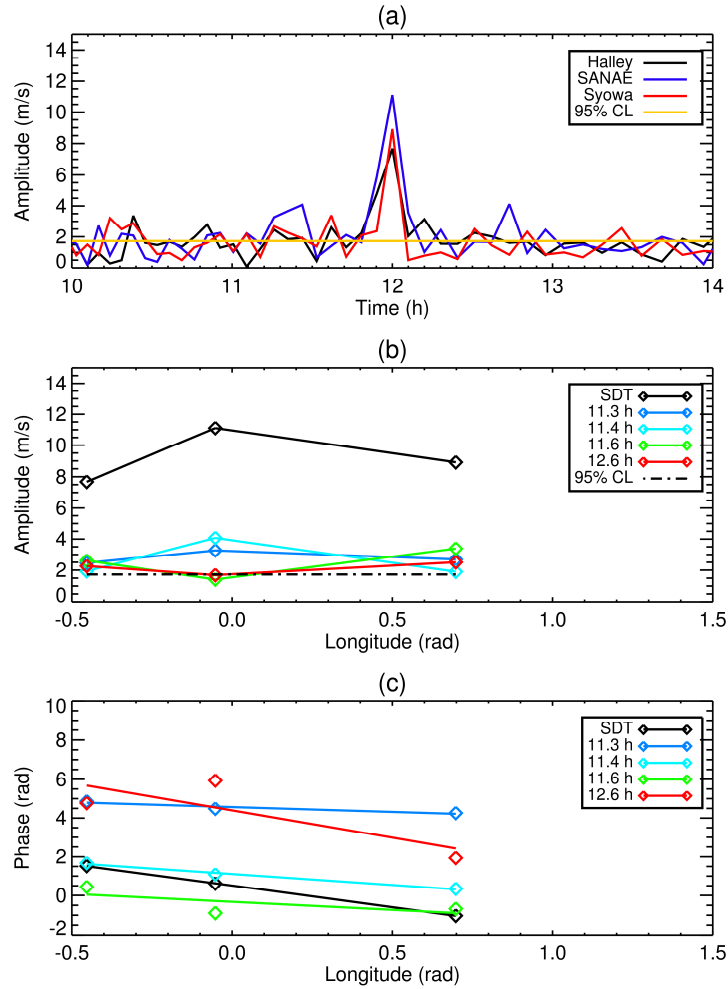 (a)
Amplitude (m/s)
14
12
10
8
6
4
2
0
Halley
SANAE
Syowa
95% CL
10
11
12
13
14
Time (h)
(b)
Amplitude (m/s)
14
12
10
8
6
4
2
0
SDT
11.3 h
11.4 h
11.6 h
12.6 h
95% CL
-0.5
0.0
0.5
1.0
1.5
Longitude (rad)
(c)
Phase (rad)
10
8
6
4
2
0
-2
SDT
11.3 h
11.4 h
11.6 h
12.6 h
-0.5
0.0
0.5
1.0
1.5
Longitude (rad)